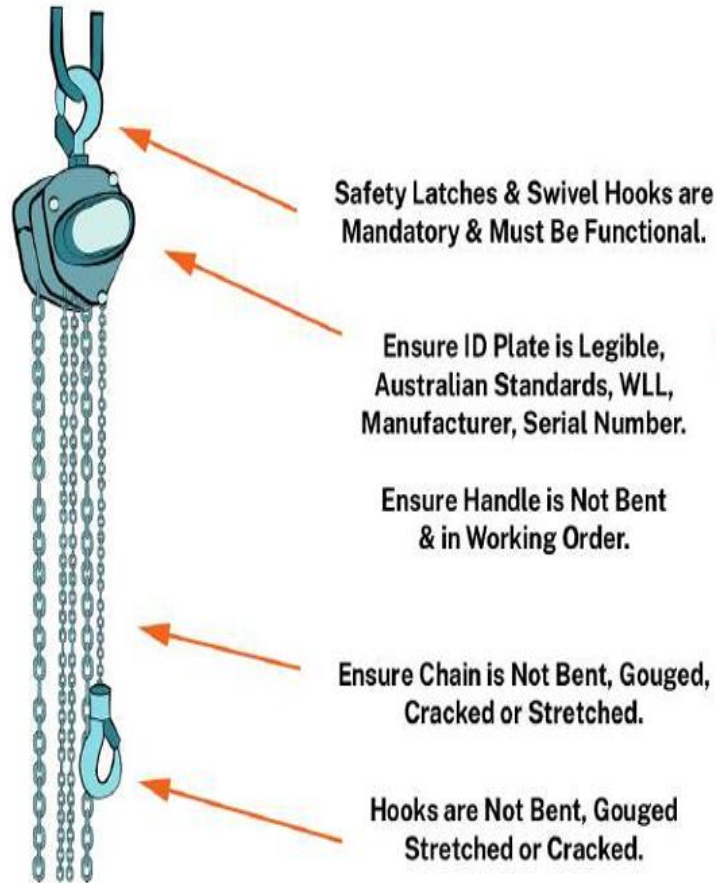 Safety Latches & Swivel Hooks are
Mandatory & Must Be Functional.
Ensure ID Plate is Legible,
Australian Standards, WLL,
Manufacturer, Serial Number.
Ensure Handle is Not Bent
& in Working Order.
Ensure Chain is Not Bent, Gouged,
Cracked or Stretched.
Hooks are Not Bent, Gouged
Stretched or Cracked.